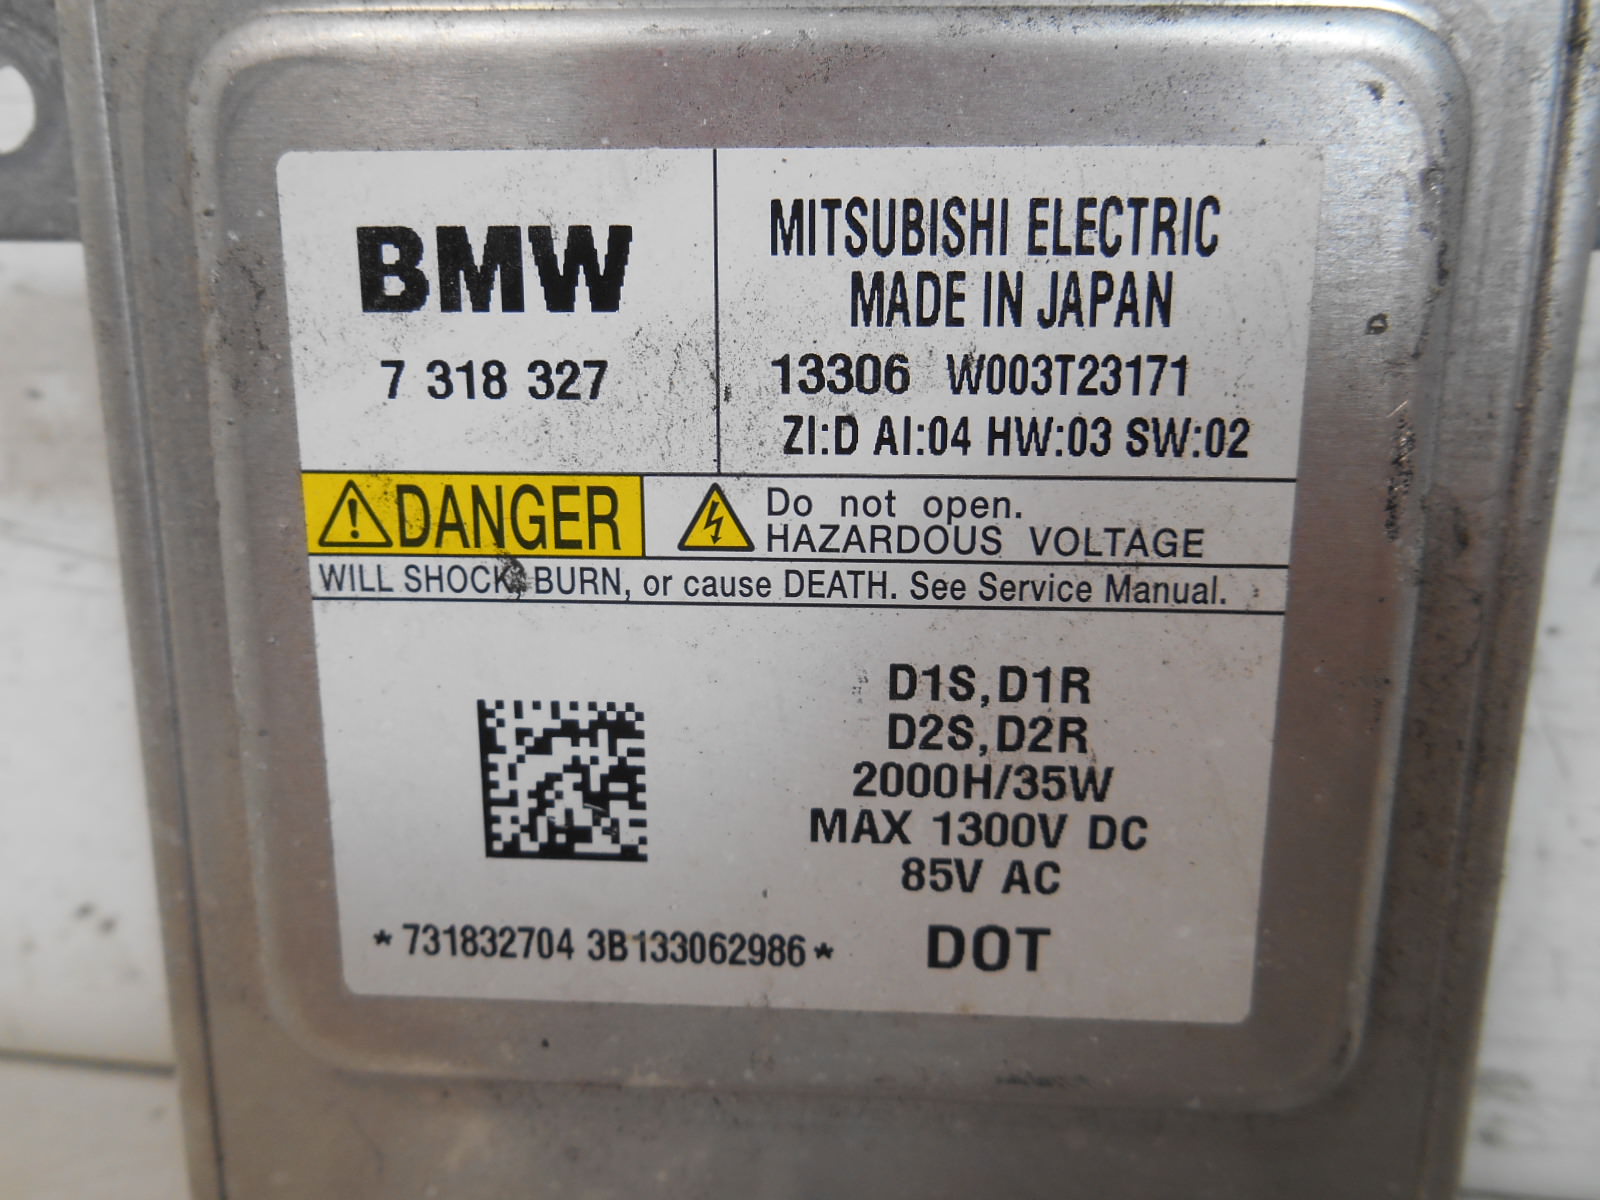 BMW
7 318 327
MITSUBISHI ELECTRIC
MADE IN JAPAN
13306 W003T23171
ZI:D AI:04 HW:03 SW:02
DANGER
Do not open.
HAZARDOUS VOLTAGE
WILL SHOCK, BURN, or cause DEATH. See Service Manual.
D1S,D1R
D2S,D2R
2000H/35W
MAX 1300V DC
85V AC
*731832704 3B133062986*
DOT